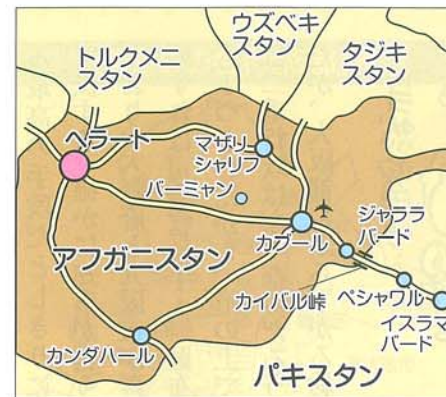 ウズベキ
スタン
トルクメニ
スタン
タジキ
スタン
ヘラート
マザリ
シャリフ
バーミャン
ジャララ
バード
カブール
アフガニスタン
カイバル峠
ペシャワル
イスラマ
バード
カンダハール
パキスタン